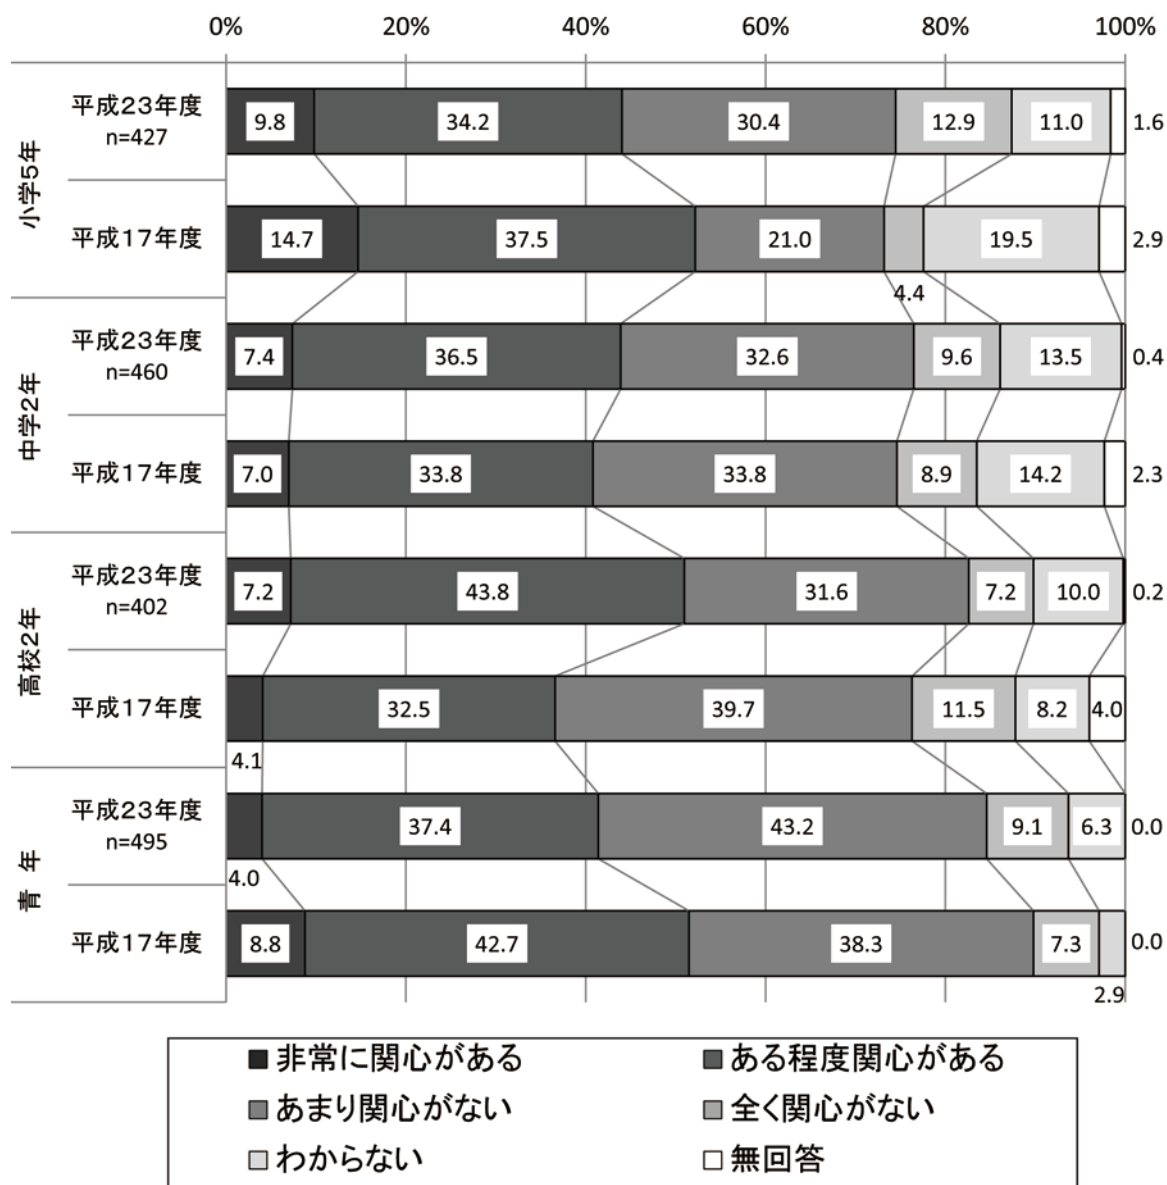 0% 20% 40% 60% 80% 100%
小学5年
平成23年度 9.8 34.2 30.4 12.9 11.0 1.6
n=427
平成17年度 14.7 37.5 21.0 19.5 2.9
4.4
中学2年
平成23年度 7.4 36.5 32.6 9.6 13.5 0.4
n=460
平成17年度 7.0 33.8 33.8 8.9 14.2 2.3
高校2年
平成23年度 7.2 43.8 31.6 7.2 10.0 0.2
n=402
平成17年度 32.5 39.7 11.5 8.2 4.0
4.1
青 年
平成23年度 37.4 43.2 9.1 6.3 0.0
n=495
4.0
平成17年度 8.8 42.7 38.3 7.3 0.0
2.9
非常に関心がある ある程度関心がある
あまり関心がない 全く関心がない
わからない 無回答